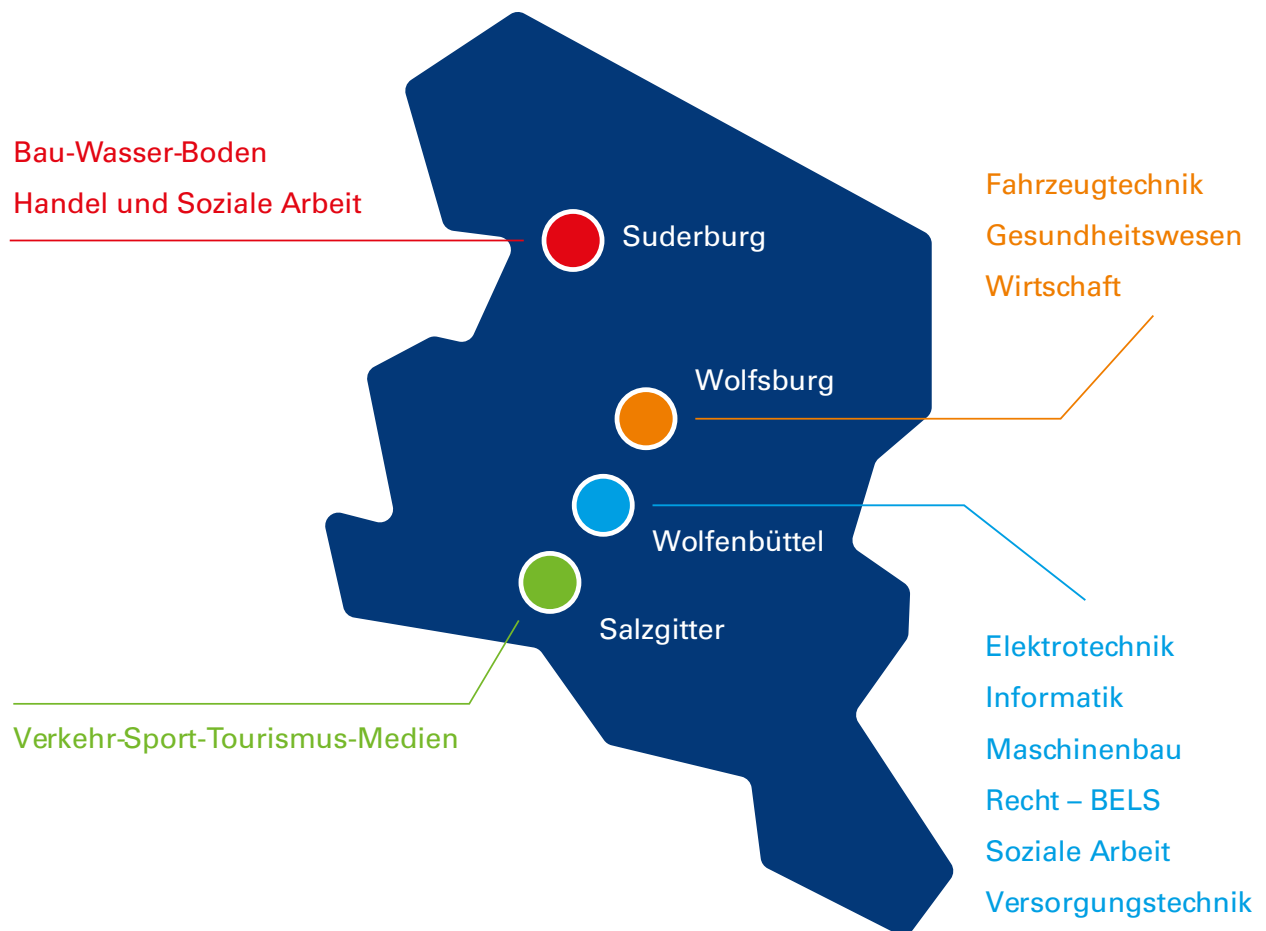 Bau-Wasser-Boden
Handel und Soziale Arbeit
Suderburg
Fahrzeugtechnik
Gesundheitswesen
Wirtschaft
Wolfsburg
Wolfenbüttel
Salzgitter
Verkehr-Sport-Tourismus-Medien
Elektrotechnik
Informatik
Maschinenbau
Recht – BELS
Soziale Arbeit
Versorgungstechnik